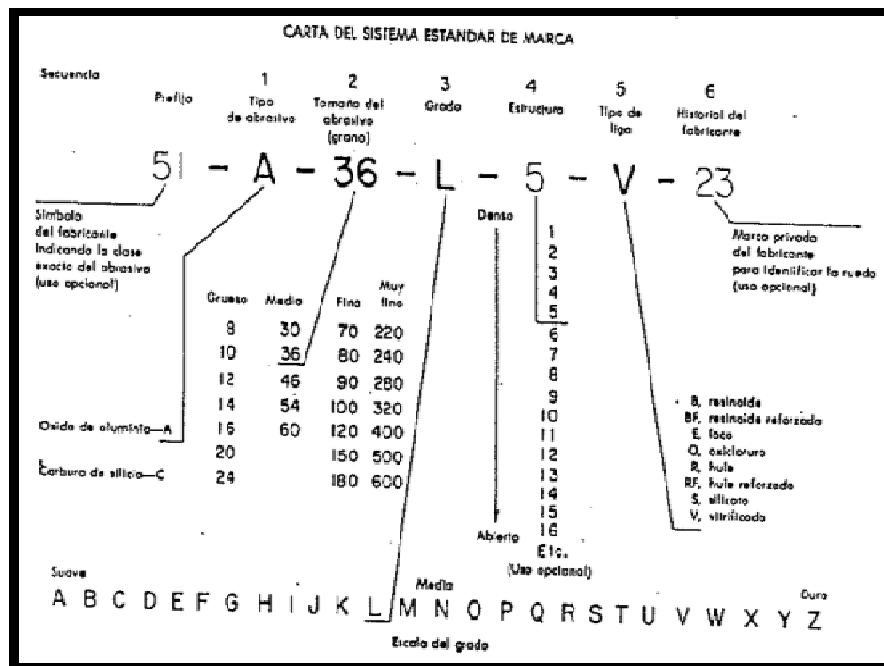 CARTA DEL SISTEMA ESTANDAR DE MARCA
Secuencia
Prefijo
1
Tipo
de abrasivo
2
Tamaño del
abrasivo
(grano)
3
Grado
4
Estructura
5
Tipo de
liga
6
Historial del
fabricante
51 - A - 36 - L - 5 - V - 23
Símbolo
del fabricante
Indicando la clase
exacta del abrasivo
(uso opcional)
Oxido de aluminio—A
Carburo de silicio—C
Grueso
8
10
12
14
16
20
24
Medio
30
36
46
54
60
Fino
70
80
90
100
120
150
180
Muy
fino
220
240
280
320
400
500
600
Denso
1
2
3
4
5
6
7
8
9
10
11
12
13
14
15
16
Abierto
Etc.
(Uso opcional)
Marca privada
del fabricante
para identificar la rueda
(uso opcional)
B, resinoide
BF, resinoide reforzado
E, laca
O, oxicloruro
R, hule
RF, hule reforzado
S, silicato
V, vitrificado
Suave
Medio
Duro
A B C D E F G H I J K L M N O P Q R S T U V W X Y Z
Escala del grado